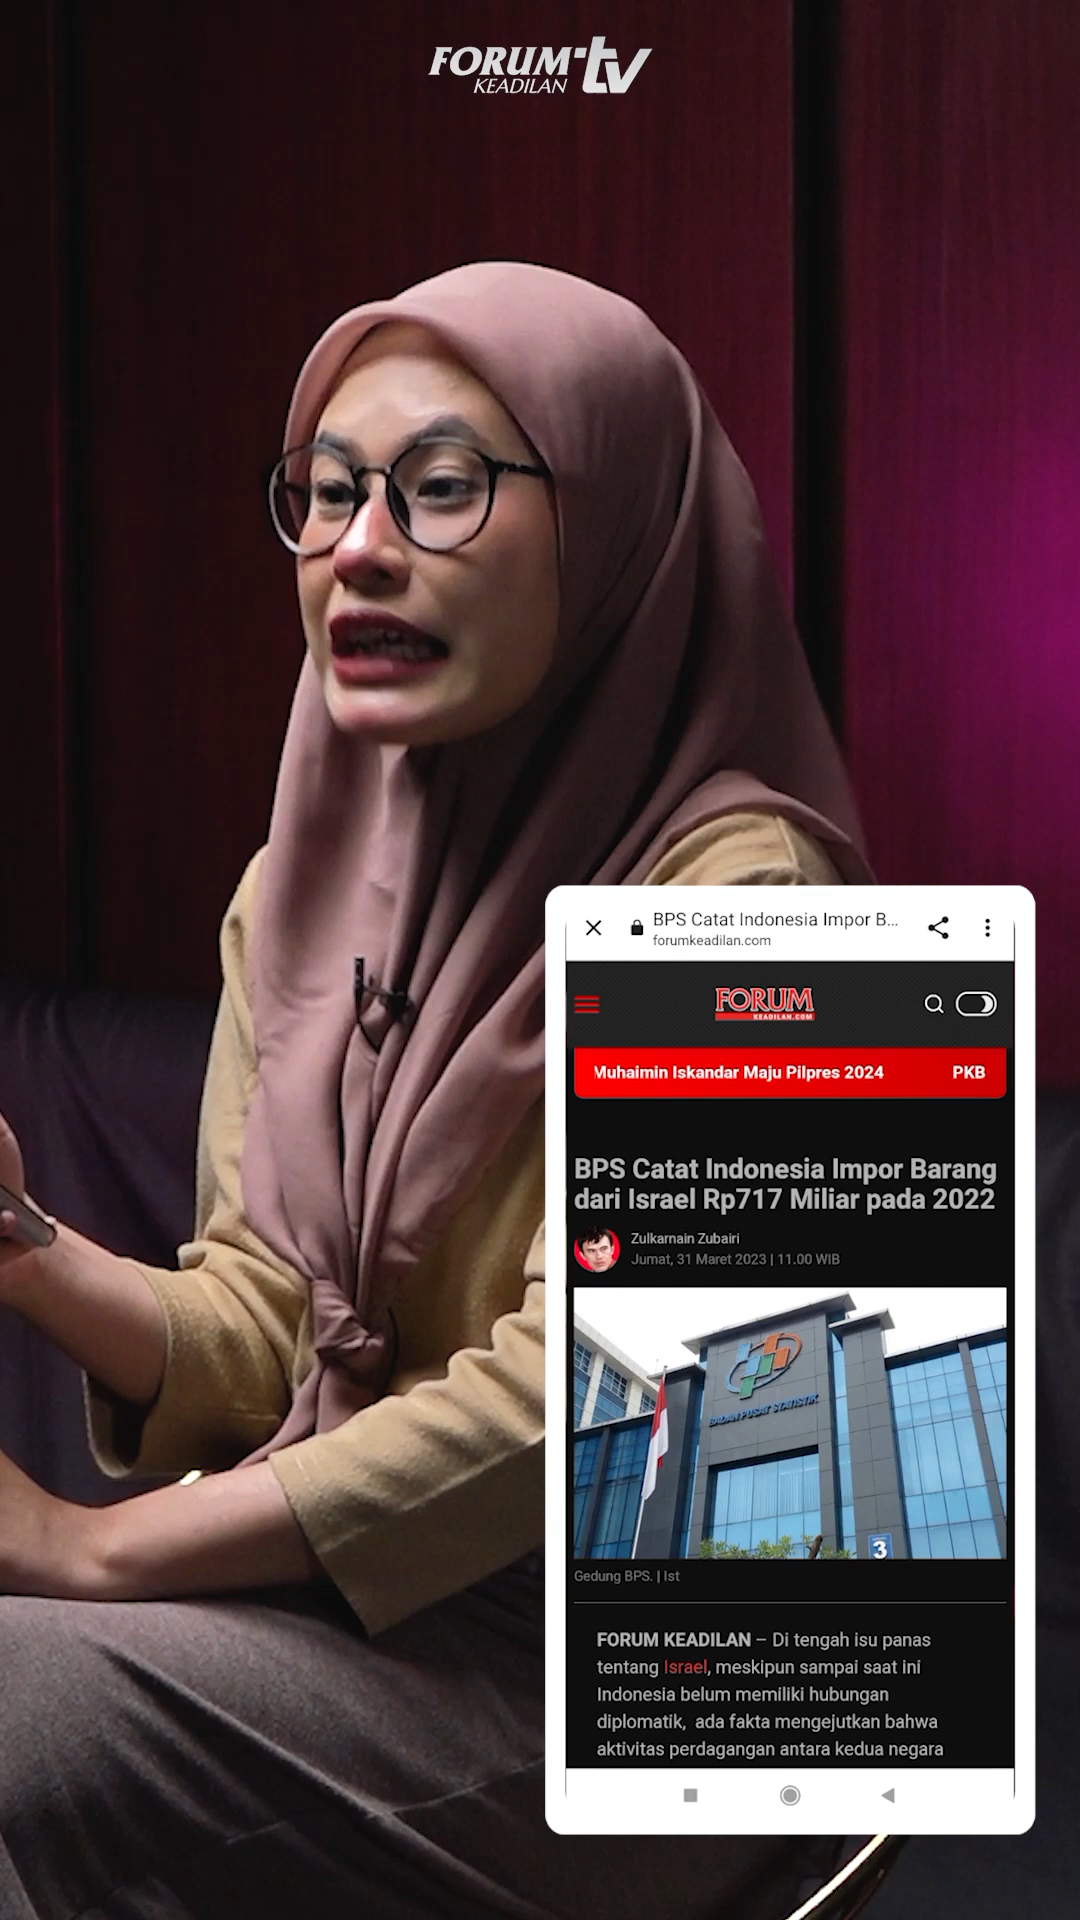 FORUM tv
KEADILAN
BPS Catat Indonesia Impor B...
forumkeadilan.com
FORUM
KEADILAN.COM
Muhaimin Iskandar Maju Pilpres 2024 PKB
BPS Catat Indonesia Impor Barang
dari Israel Rp717 Miliar pada 2022
Zulkarnain Zubairi
Jumat, 31 Maret 2023 | 11.00 WIB
BADAN PUSAT STATISTIK
3
Gedung BPS. | Ist
FORUM KEADILAN – Di tengah isu panas
tentang Israel, meskipun sampai saat ini
Indonesia belum memiliki hubungan
diplomatik, ada fakta mengejutkan bahwa
aktivitas perdagangan antara kedua negara